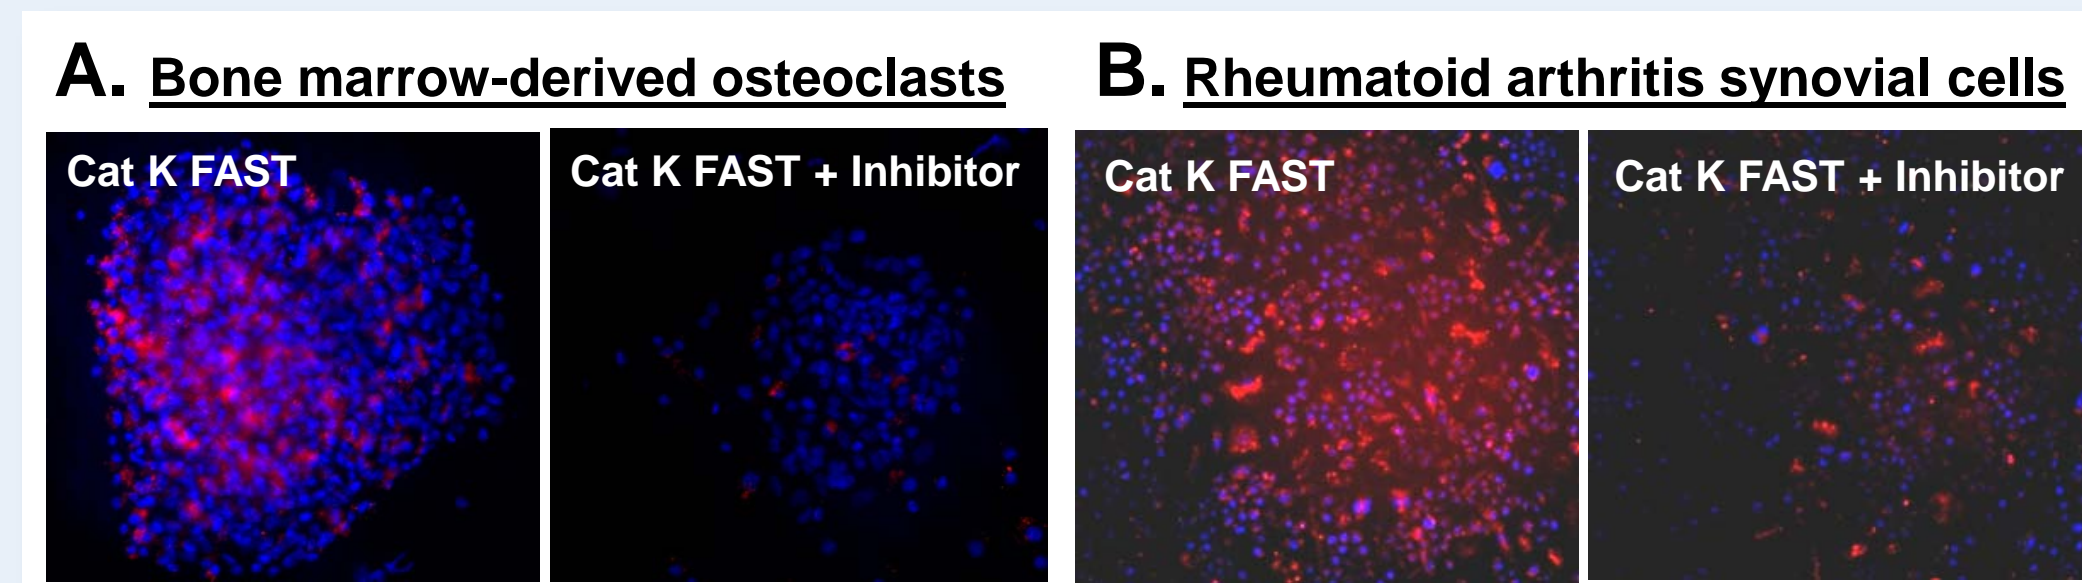 A. Bone marrow-derived osteoclasts
B. Rheumatoid arthritis synovial cells
Cat K FAST
Cat K FAST + Inhibitor
Cat K FAST
Cat K FAST + Inhibitor